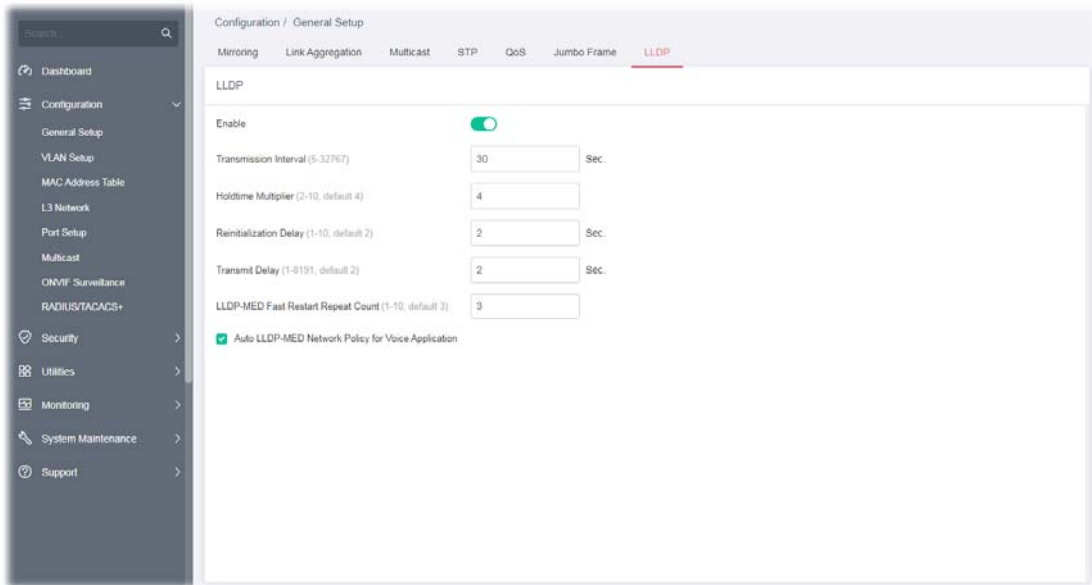 Search...
Dashboard
Configuration
General Setup
VLAN Setup
MAC Address Table
L3 Network
Port Setup
Multicast
ONVIF Surveillance
RADIUS/TACACS+
Security
Utilities
Monitoring
System Maintenance
Support
Configuration / General Setup
Mirroring Link Aggregation Multicast STP QoS Jumbo Frame LLDP
LLDP
Enable
Transmission Interval (5-32767) 30 Sec.
Holdtime Multiplier (2-10, default 4) 4
Reinitialization Delay (1-10, default 2) 2 Sec.
Transmit Delay (1-8191, default 2) 2 Sec.
LLDP-MED Fast Restart Repeat Count (1-10, default 3) 3
Auto LLDP-MED Network Policy for Voice Application